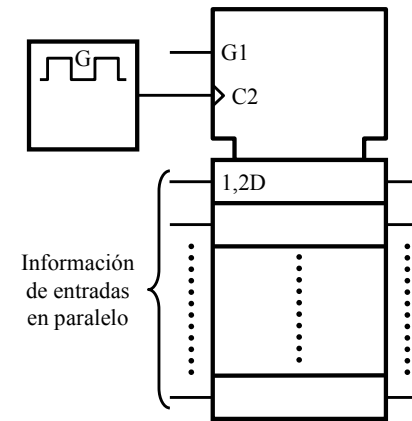 G
G1
C2
1,2D
Información
de entradas
en paralelo